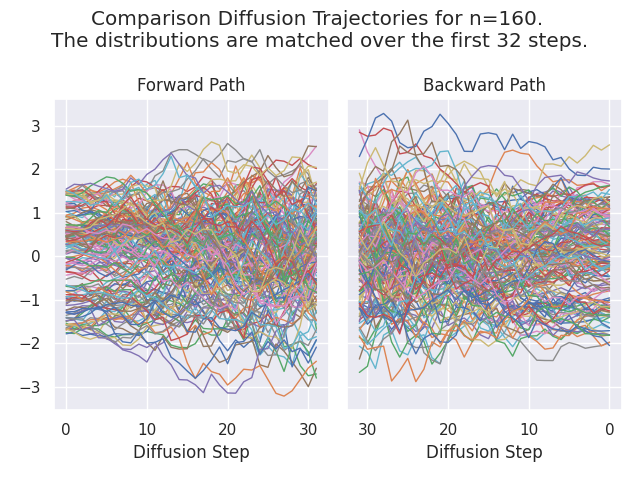 Comparison Diffusion Trajectories for n=160.
The distributions are matched over the first 32 steps.
Forward Path
Backward Path
3
2
1
0
−1
−2
−3
0 10 20 30
30 20 10 0
Diffusion Step
Diffusion Step